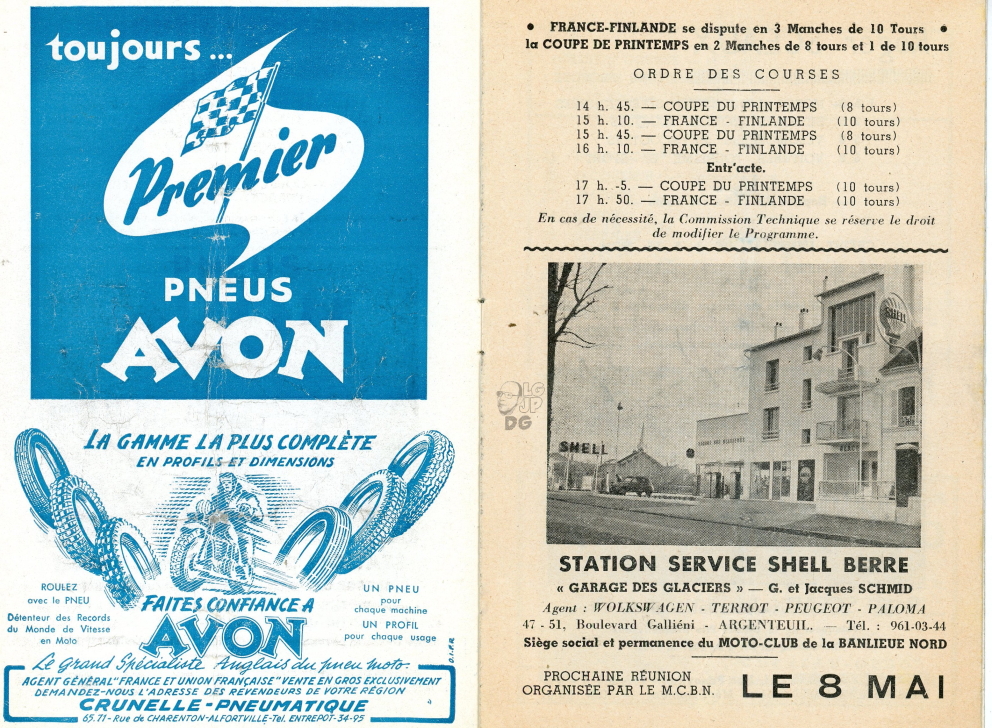 toujours...
Premier
PNEUS
AVON
LA GAMME LA PLUS COMPLÈTE
EN PROFILS ET DIMENSIONS
ROULEZ
avec le PNEU
Détenteur des Records
du Monde de Vitesse
en Moto
UN PNEU
pour
chaque machine
UN PROFIL
pour chaque usage
FAITES CONFIANCE A
AVON
Le grand Spécialiste Anglais du pneu moto.
AGENT GÉNÉRAL "FRANCE ET UNION FRANÇAISE" VENTE EN GROS EXCLUSIVEMENT
DEMANDEZ-NOUS L'ADRESSE DES REVENDEURS DE VOTRE RÉGION
CRUNELLE-PNEUMATIQUE
65.71-Rue de CHARENTON-ALFORTVILLE-Tel. ENTREPOT-34-95
• FRANCE-FINLANDE se dispute en 3 Manches de 10 Tours •
la COUPE DE PRINTEMPS en 2 Manches de 8 tours et 1 de 10 tours
ORDRE DES COURSES
14 h. 45. — COUPE DU PRINTEMPS (8 tours)
15 h. 10. — FRANCE - FINLANDE (10 tours)
15 h. 45. — COUPE DU PRINTEMPS (8 tours)
16 h. 10. — FRANCE - FINLANDE (10 tours)
Entr'acte.
17 h. -5. — COUPE DU PRINTEMPS (10 tours)
17 h. 50. — FRANCE - FINLANDE (10 tours)
En cas de nécessité, la Commission Technique se réserve le droit
de modifier le Programme.
SHELL
SHELL
LG
JP
DG
STATION SERVICE SHELL BERRE
« GARAGE DES GLACIERS » — G. et Jacques SCHMID
Agent : WOLKSWAGEN - TERROT - PEUGEOT - PALOMA
47 - 51, Boulevard Galliéni - ARGENTEUIL. — Tél. : 961-03-44
Siège social et permanence du MOTO-CLUB de la BANLIEUE NORD
PROCHAINE RÉUNION
ORGANISÉE PAR LE M.C.B.N.
LE 8 MAI